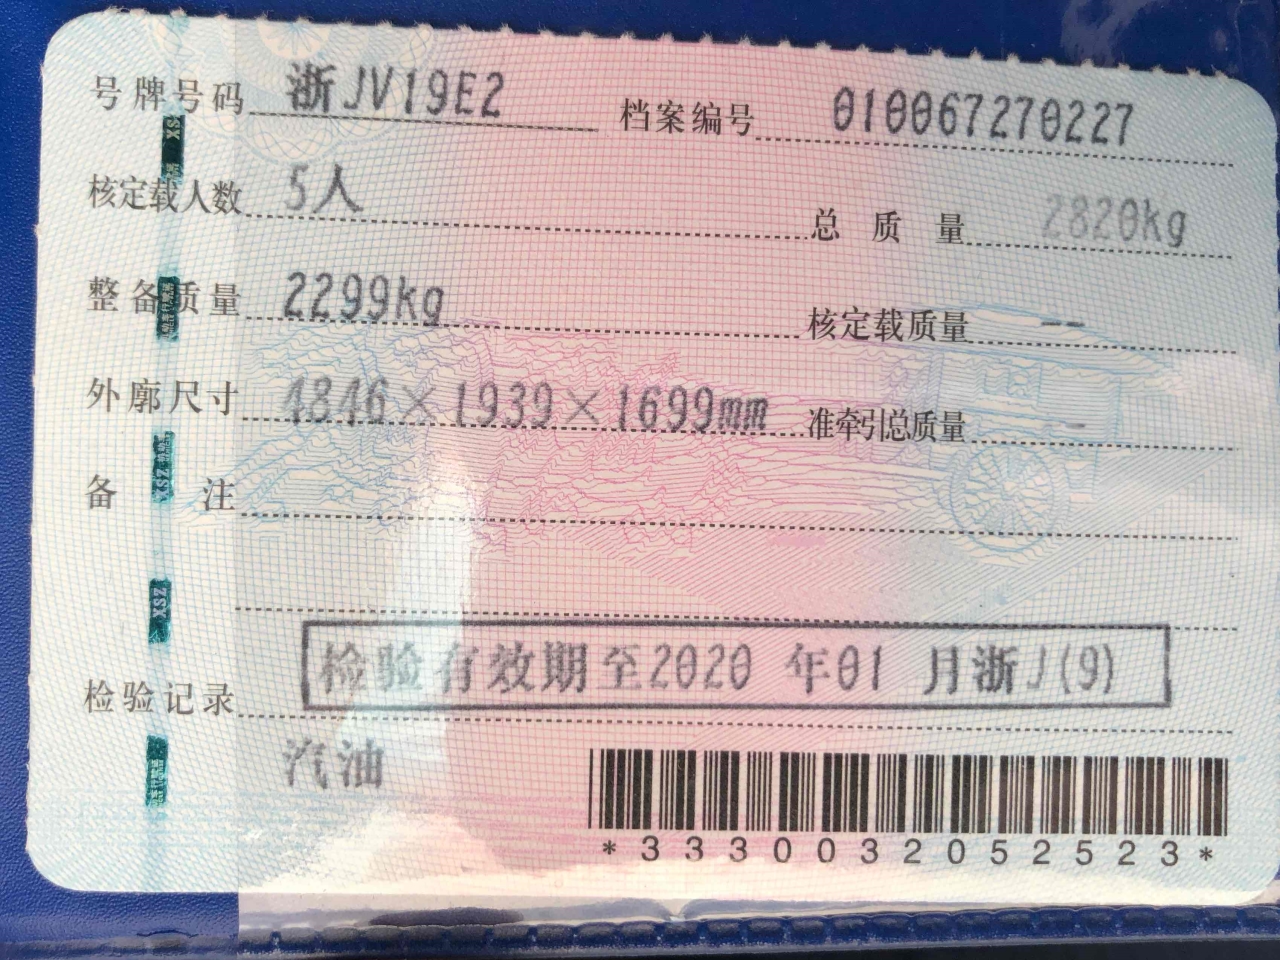 号牌号码 浙JV19E2 档案编号 010067270227
核定载人数 5人 总质量 2820kg
整备质量 2299kg 核定载质量 --
外廓尺寸 4846×1939×1699mm 准牵引总质量 --
备注
检验记录 检验有效期至2020年01月浙J(9)
汽油
*3330032052523*
XSZ
XSZ